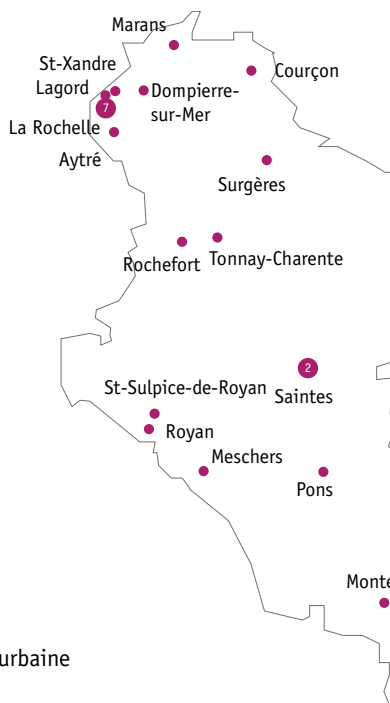 Marans
St-Xandre
Courçon
Lagord
Dompierre-
sur-Mer
7
La Rochelle
Aytré
Surgères
Rochefort
Tonnay-Charente
2
Saintes
St-Sulpice-de-Royan
Royan
Meschers
Pons
Monte
urbaine